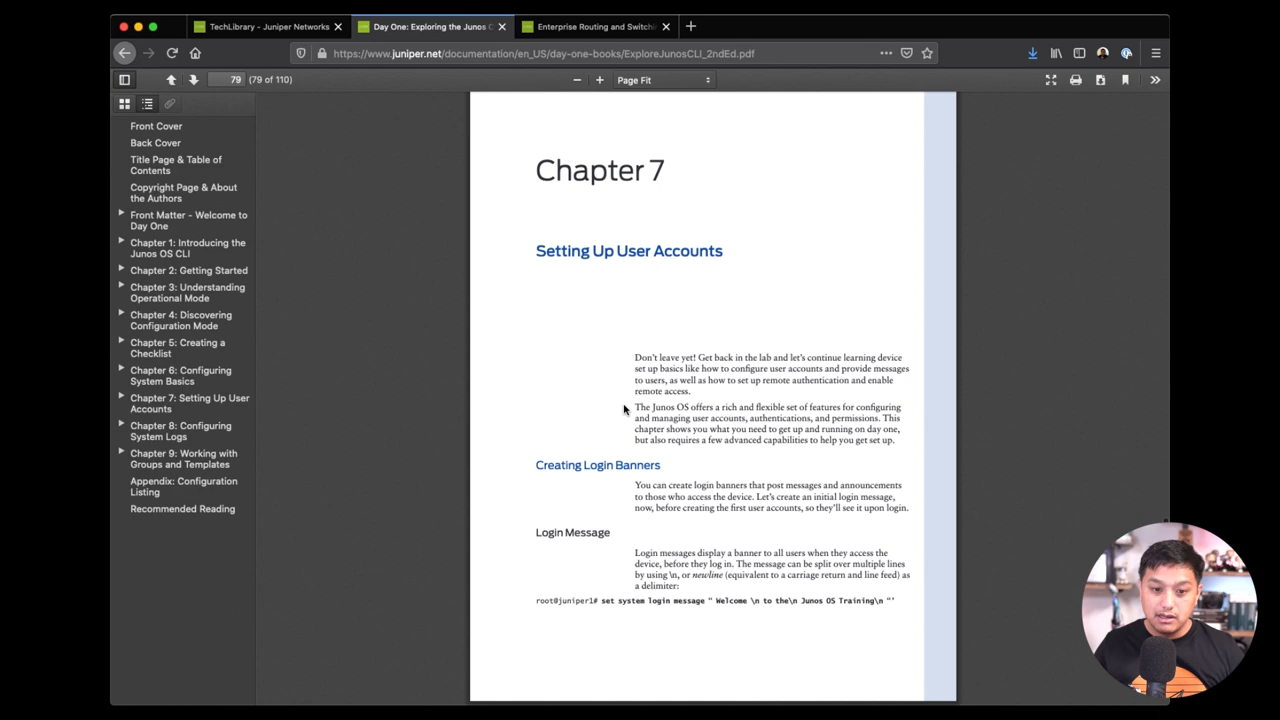 TechLibrary - Juniper Networks
Day One: Exploring the Junos C
Enterprise Routing and Switchin
https://www.juniper.net/documentation/en_US/day-one-books/ExploreJunosCLI_2ndEd.pdf
79 (79 of 110)
Page Fit
Front Cover
Back Cover
Title Page & Table of
Contents
Copyright Page & About
the Authors
Front Matter - Welcome to
Day One
Chapter 1: Introducing the
Junos OS CLI
Chapter 2: Getting Started
Chapter 3: Understanding
Operational Mode
Chapter 4: Discovering
Configuration Mode
Chapter 5: Creating a
Checklist
Chapter 6: Configuring
System Basics
Chapter 7: Setting Up User
Accounts
Chapter 8: Configuring
System Logs
Chapter 9: Working with
Groups and Templates
Appendix: Configuration
Listing
Recommended Reading
Chapter 7
Setting Up User Accounts
Don't leave yet! Get back in the lab and let's continue learning device
set up basics like how to configure user accounts and provide messages
to users, as well as how to set up remote authentication and enable
remote access.
The Junos OS offers a rich and flexible set of features for configuring
and managing user accounts, authentications, and permissions. This
chapter shows you what you need to get up and running on day one,
but also requires a few advanced capabilities to help you get set up.
Creating Login Banners
You can create login banners that post messages and announcements
to those who access the device. Let's create an initial login message,
now, before creating the first user accounts, so they'll see it upon login.
Login Message
Login messages display a banner to all users when they access the
device, before they log in. The message can be split over multiple lines
by using \n, or newline (equivalent to a carriage return and line feed) as
a delimiter:
root@juniper1# set system login message “ Welcome \n to the\n Junos OS Training\n “’